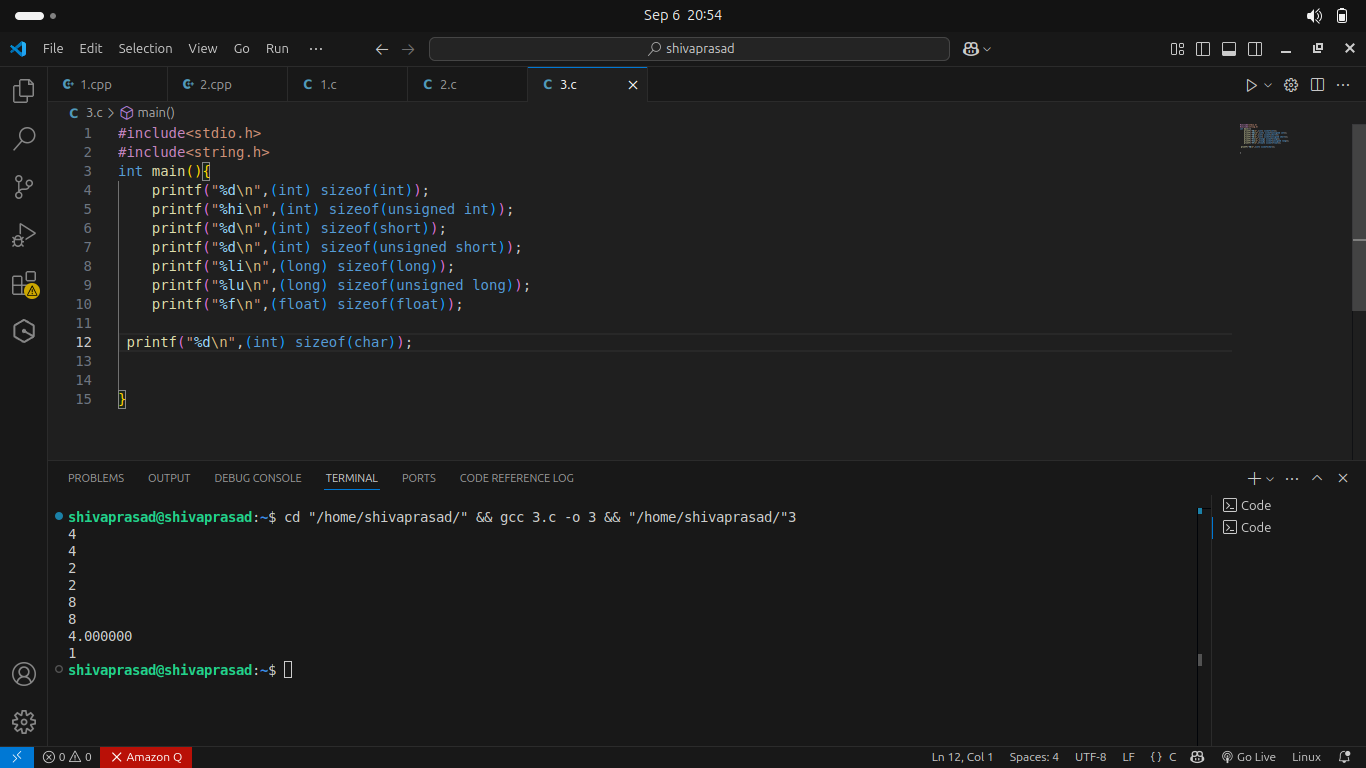 Sep 6 20:54
File Edit Selection View Go Run ··· shivaprasad
1.cpp 2.cpp C 1.c C 2.c C 3.c
C 3.c > main()
1 #include<stdio.h>
2 #include<string.h>
3 int main(){
4 printf("%d\n",(int) sizeof(int));
5 printf("%hi\n",(int) sizeof(unsigned int));
6 printf("%d\n",(int) sizeof(short));
7 printf("%d\n",(int) sizeof(unsigned short));
8 printf("%li\n",(long) sizeof(long));
9 printf("%lu\n",(long) sizeof(unsigned long));
10 printf("%f\n",(float) sizeof(float));
11
12 printf("%d\n",(int) sizeof(char));
13
14
15 }
PROBLEMS OUTPUT DEBUG CONSOLE TERMINAL PORTS CODE REFERENCE LOG
shivaprasad@shivaprasad:~$ cd "/home/shivaprasad/" && gcc 3.c -o 3 && "/home/shivaprasad/"3
4
4
2
2
8
8
4.000000
1
shivaprasad@shivaprasad:~$
Code
Code
0 0 Amazon Q Ln 12, Col 1 Spaces: 4 UTF-8 LF {} C Go Live Linux